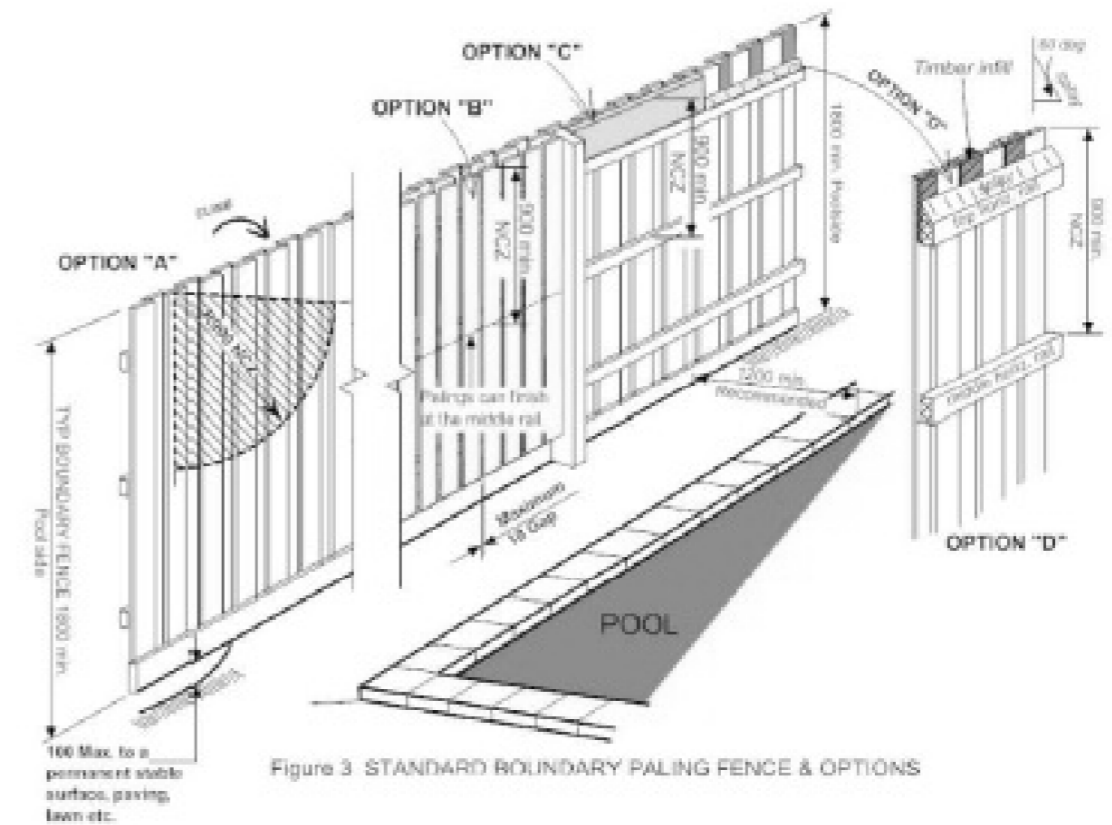 OPTION "C"
OPTION "B"
OPTION "A"
OPTION "D"
Timber infill
60 deg
1800 min. Poolside
900 min.
NCZ
900 min.
NCZ
900 min.
NCZ
NCZ
top horiz. rail
middle horiz. rail
Palings can finish
at the middle rail
1200 min.
Recommended
Maximum
Gap
TYP BOUNDARY FENCE 1800 min.
Pool side
POOL
OPTION "D"
100 Max. to a
permanent stable
surface, paving,
lawn etc.
Figure 3 STANDARD BOUNDARY PALING FENCE & OPTIONS